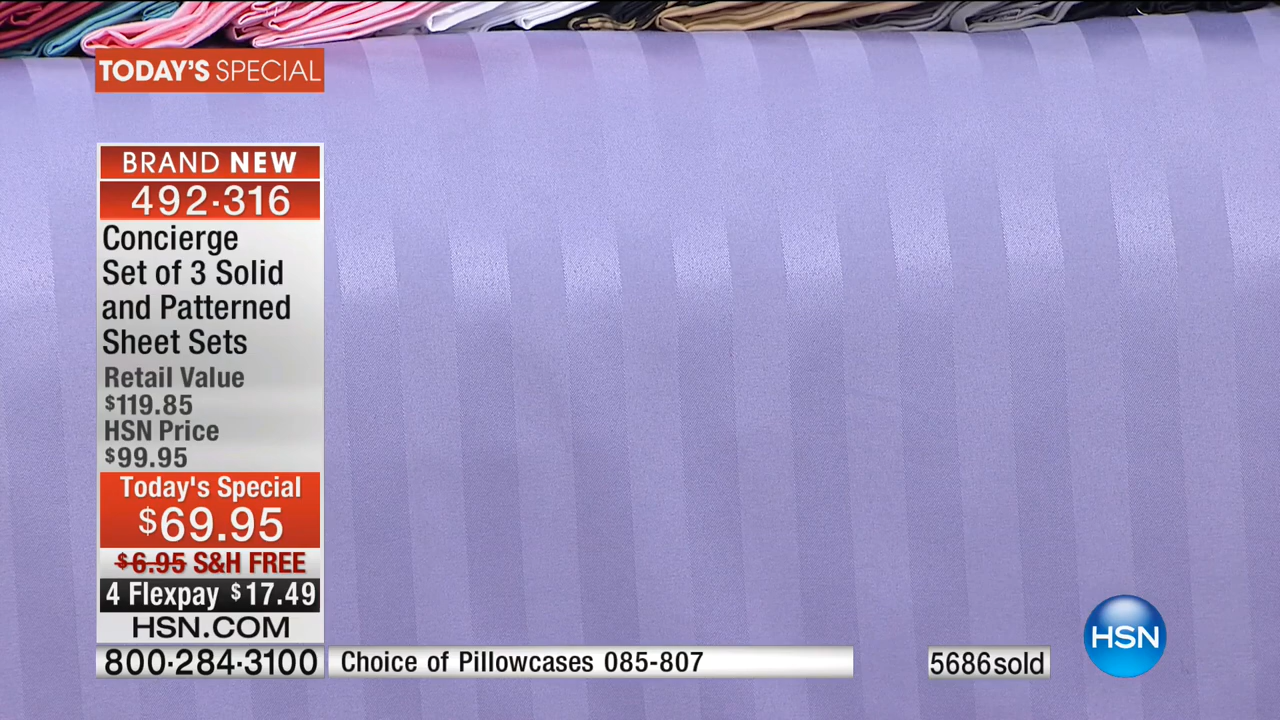 TODAY'S SPECIAL
BRAND NEW
492·316
Concierge
Set of 3 Solid
and Patterned
Sheet Sets
Retail Value
$119.85
HSN Price
$99.95
Today's Special
$69.95
$6.95 S&H FREE
4 Flexpay $17.49
HSN.COM
800·284·3100
Choice of Pillowcases 085-807
5686sold
HSN